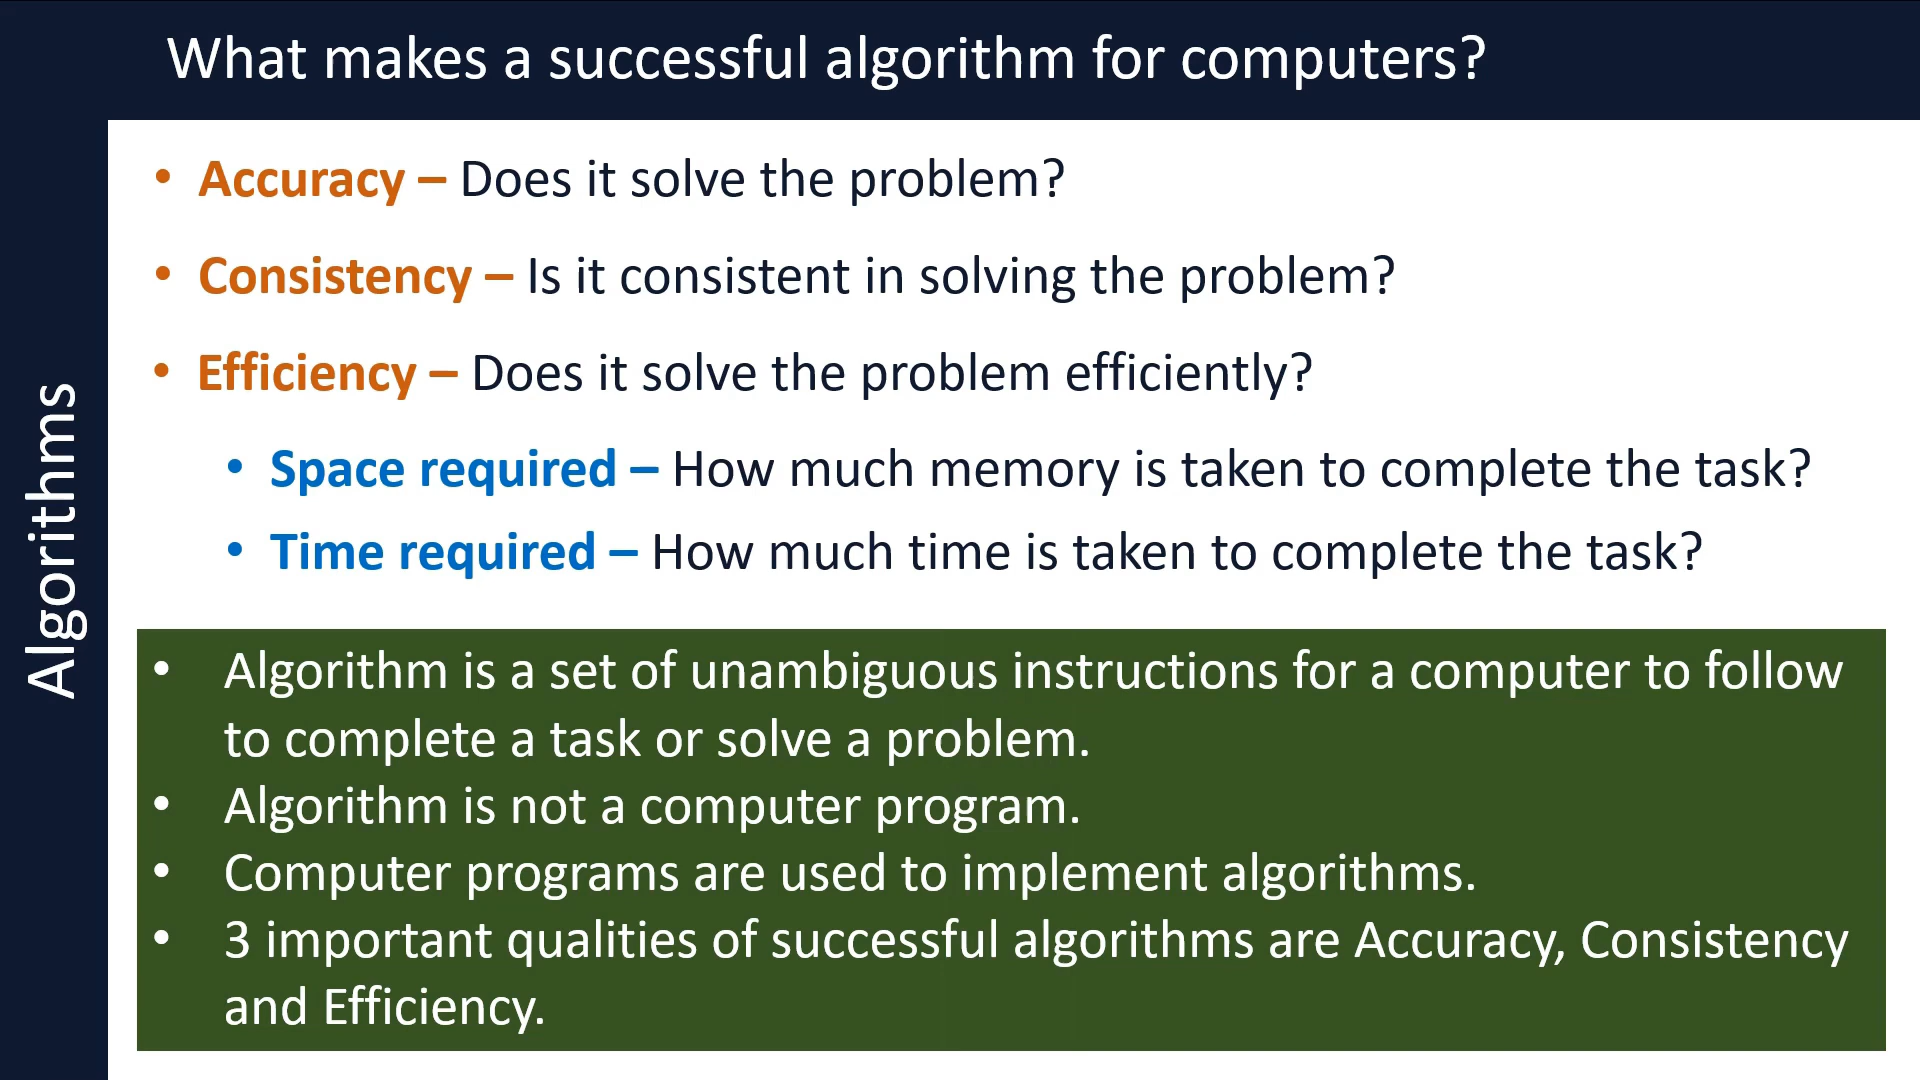 What makes a successful algorithm for computers?
Algorithms
• Accuracy – Does it solve the problem?
• Consistency – Is it consistent in solving the problem?
• Efficiency – Does it solve the problem efficiently?
• Space required – How much memory is taken to complete the task?
• Time required – How much time is taken to complete the task?
• Algorithm is a set of unambiguous instructions for a computer to follow
to complete a task or solve a problem.
• Algorithm is not a computer program.
• Computer programs are used to implement algorithms.
• 3 important qualities of successful algorithms are Accuracy, Consistency
and Efficiency.